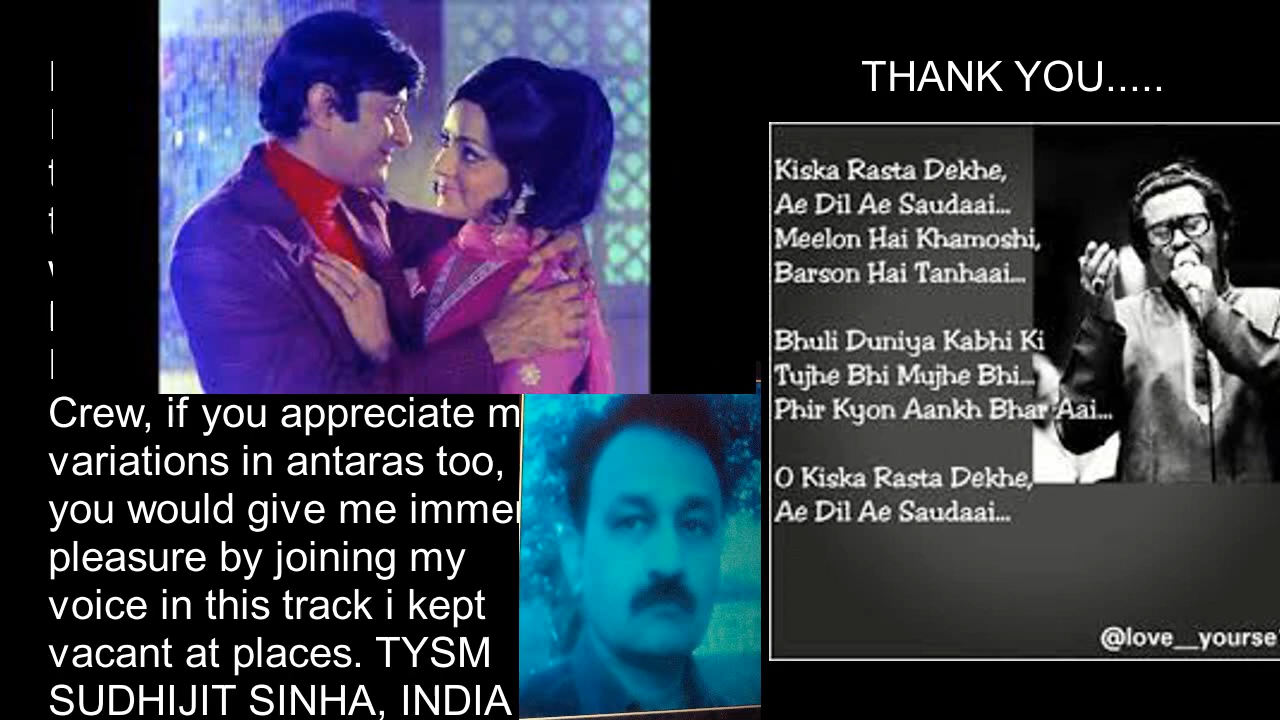 Crew, if you appreciate m
variations in antaras too,
you would give me immer
pleasure by joining my
voice in this track i kept
vacant at places. TYSM
SUDHIJIT SINHA, INDIA
THANK YOU.....
Kiska Rasta Dekhe,
Ae Dil Ae Saudaai...
Meelon Hai Khamoshi,
Barson Hai Tanhaai...
Bhuli Duniya Kabhi Ki
Tujhe Bhi Mujhe Bhi...
Phir Kyon Aankh Bhar Aai...
O Kiska Rasta Dekhe,
Ae Dil Ae Saudaai...
@love__yourse